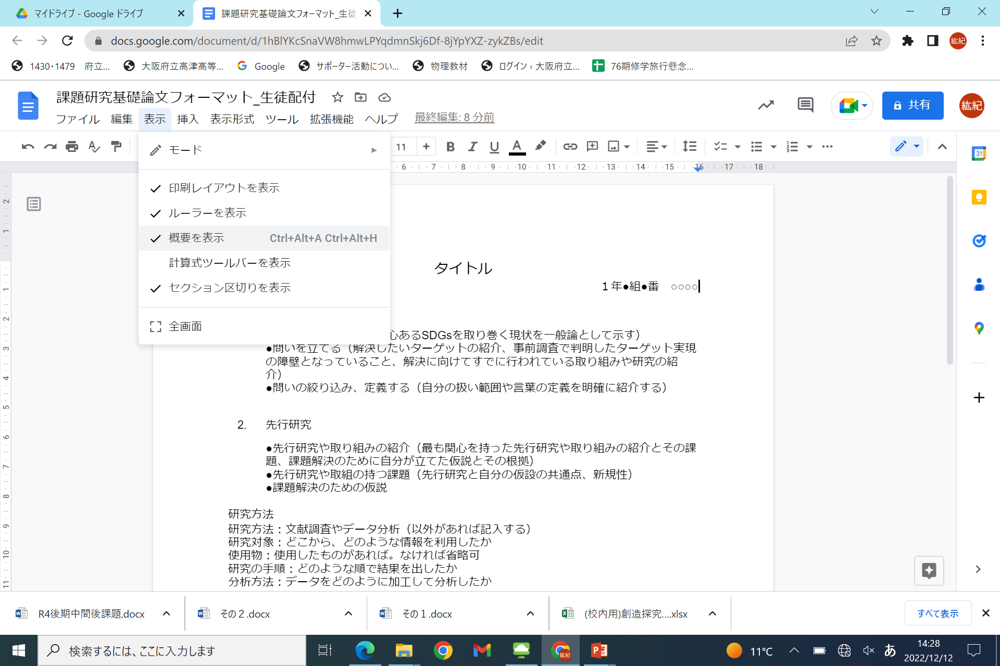 マイドライブ - Google ドライブ
課題研究基礎論文フォーマット_生徒
docs.google.com/document/d/1hBlYKcSnaVW8hmwLPYqdmnSkj6Df-8jYpYXZ-zykZBs/edit
紘紀
1430･1479 府立...
大阪府立高津高等...
Google
サポーター活動につい...
物理教材
ログイン ‹ 大阪府立...
76期修学旅行懸念...
課題研究基礎論文フォーマット_生徒配付
ファイル 編集 表示 挿入 表示形式 ツール 拡張機能 ヘルプ 最終編集: 8 分前
共有
紘紀
11
B I U A
31
6 7 8 9 10 11 12 13 14 15 16 17 18
2 1 1 2 3 4 5 6 7 8 9 10 11
モード
印刷レイアウトを表示
ルーラーを表示
概要を表示 Ctrl+Alt+A Ctrl+Alt+H
計算式ツールバーを表示
セクション区切りを表示
全画面
タイトル
1 年●組●番 ○○○○
心あるSDGsを取り巻く現状を一般論として示す）
●問いを立てる（解決したいターゲットの紹介、事前調査で判明したターゲット実現
の障壁となっていること、解決に向けてすでに行われている取り組みや研究の紹
介）
●問いの絞り込み、定義する（自分の扱い範囲や言葉の定義を明確に紹介する）
2. 先行研究
●先行研究や取り組みの紹介（最も関心を持った先行研究や取り組みの紹介とその課
題、課題解決のために自分が立てた仮説とその根拠）
●先行研究や取組の持つ課題（先行研究と自分の仮設の共通点、新規性）
●課題解決のための仮説
研究方法
研究方法：文献調査やデータ分析（以外があれば記入する）
研究対象：どこから、どのような情報を利用したか
使用物：使用したものがあれば。なければ省略可
研究の手順：どのような順で結果を出したか
分析方法：データをどのように加工して分析したか
R4後期中間後課題.docx
その２.docx
その１.docx
(校内用)創造探究....xlsx
すべて表示
検索するには、ここに入力します
11°C
あ
14:28
2022/12/12